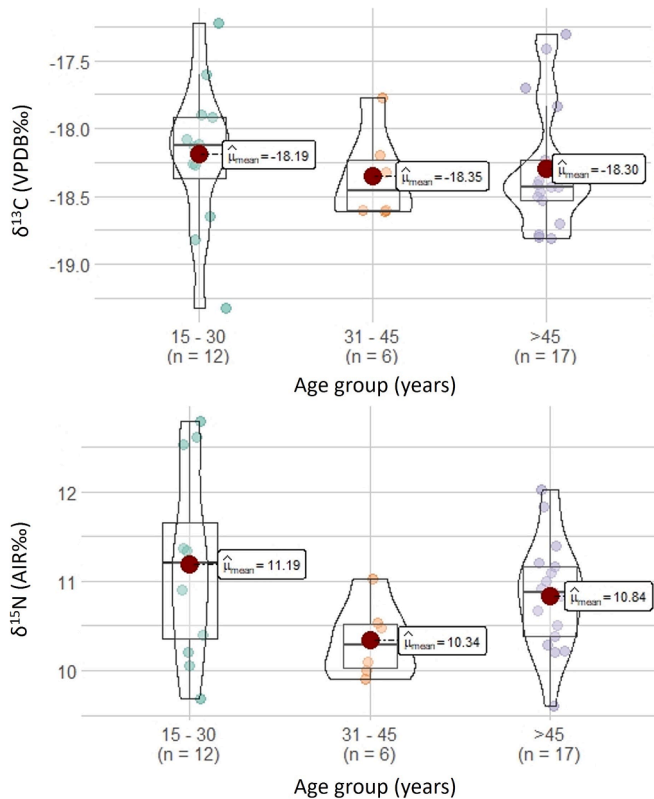 -17.5
-18.0
-18.5
-19.0
δ¹³C (VPDB‰)
μ̂mean = -18.19
μ̂mean = -18.35
μ̂mean = -18.30
15 - 30
(n = 12)
31 - 45
(n = 6)
>45
(n = 17)
Age group (years)
12
11
10
δ¹⁵N (AIR‰)
μ̂mean = 11.19
μ̂mean = 10.34
μ̂mean = 10.84
15 - 30
(n = 12)
31 - 45
(n = 6)
>45
(n = 17)
Age group (years)